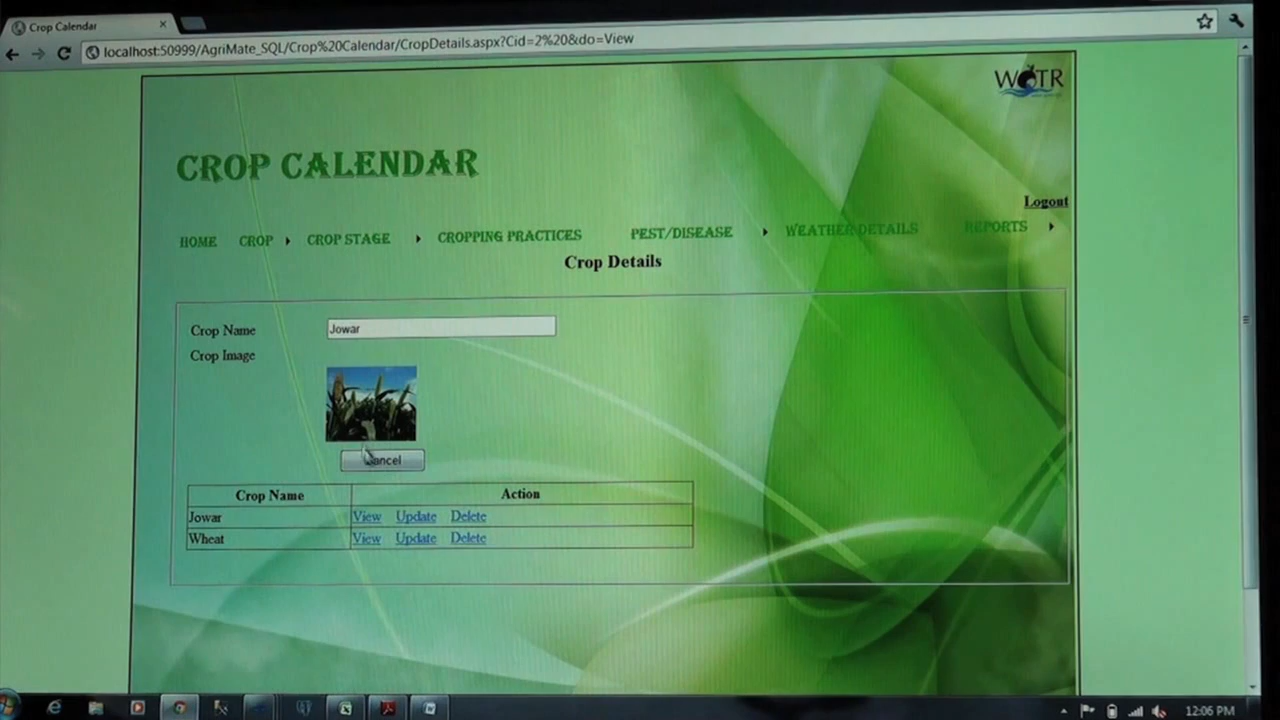 Crop Calendar
localhost:50999/AgriMate_SQL/Crop%20Calendar/CropDetails.aspx?Cid=2%20&do=View
WOTR
CROP CALENDAR
Logout
HOME CROP CROP STAGE CROPPING PRACTICES PEST/DISEASE WEATHER DETAILS REPORTS
Crop Details
Crop Name Jowar
Crop Image
Cancel
Crop Name Action
Jowar View Update Delete
Wheat View Update Delete
12:06 PM